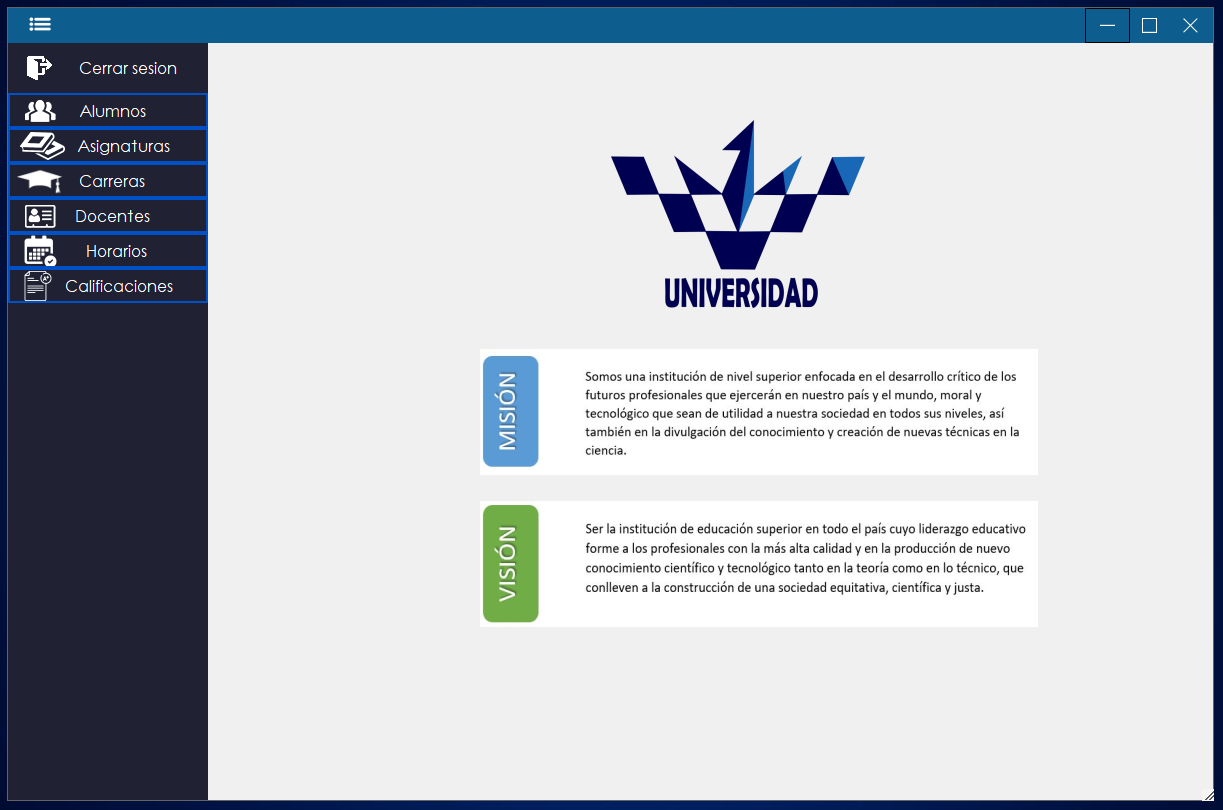 Cerrar sesion
Alumnos
Asignaturas
Carreras
Docentes
Horarios
Calificaciones
UNIVERSIDAD
MISIÓN
Somos una institución de nivel superior enfocada en el desarrollo crítico de los
futuros profesionales que ejercerán en nuestro país y el mundo, moral y
tecnológico que sean de utilidad a nuestra sociedad en todos sus niveles, así
también en la divulgación del conocimiento y creación de nuevas técnicas en la
ciencia.
VISIÓN
Ser la institución de educación superior en todo el país cuyo liderazgo educativo
forme a los profesionales con la más alta calidad y en la producción de nuevo
conocimiento científico y tecnológico tanto en la teoría como en lo técnico, que
conlleven a la construcción de una sociedad equitativa, científica y justa.